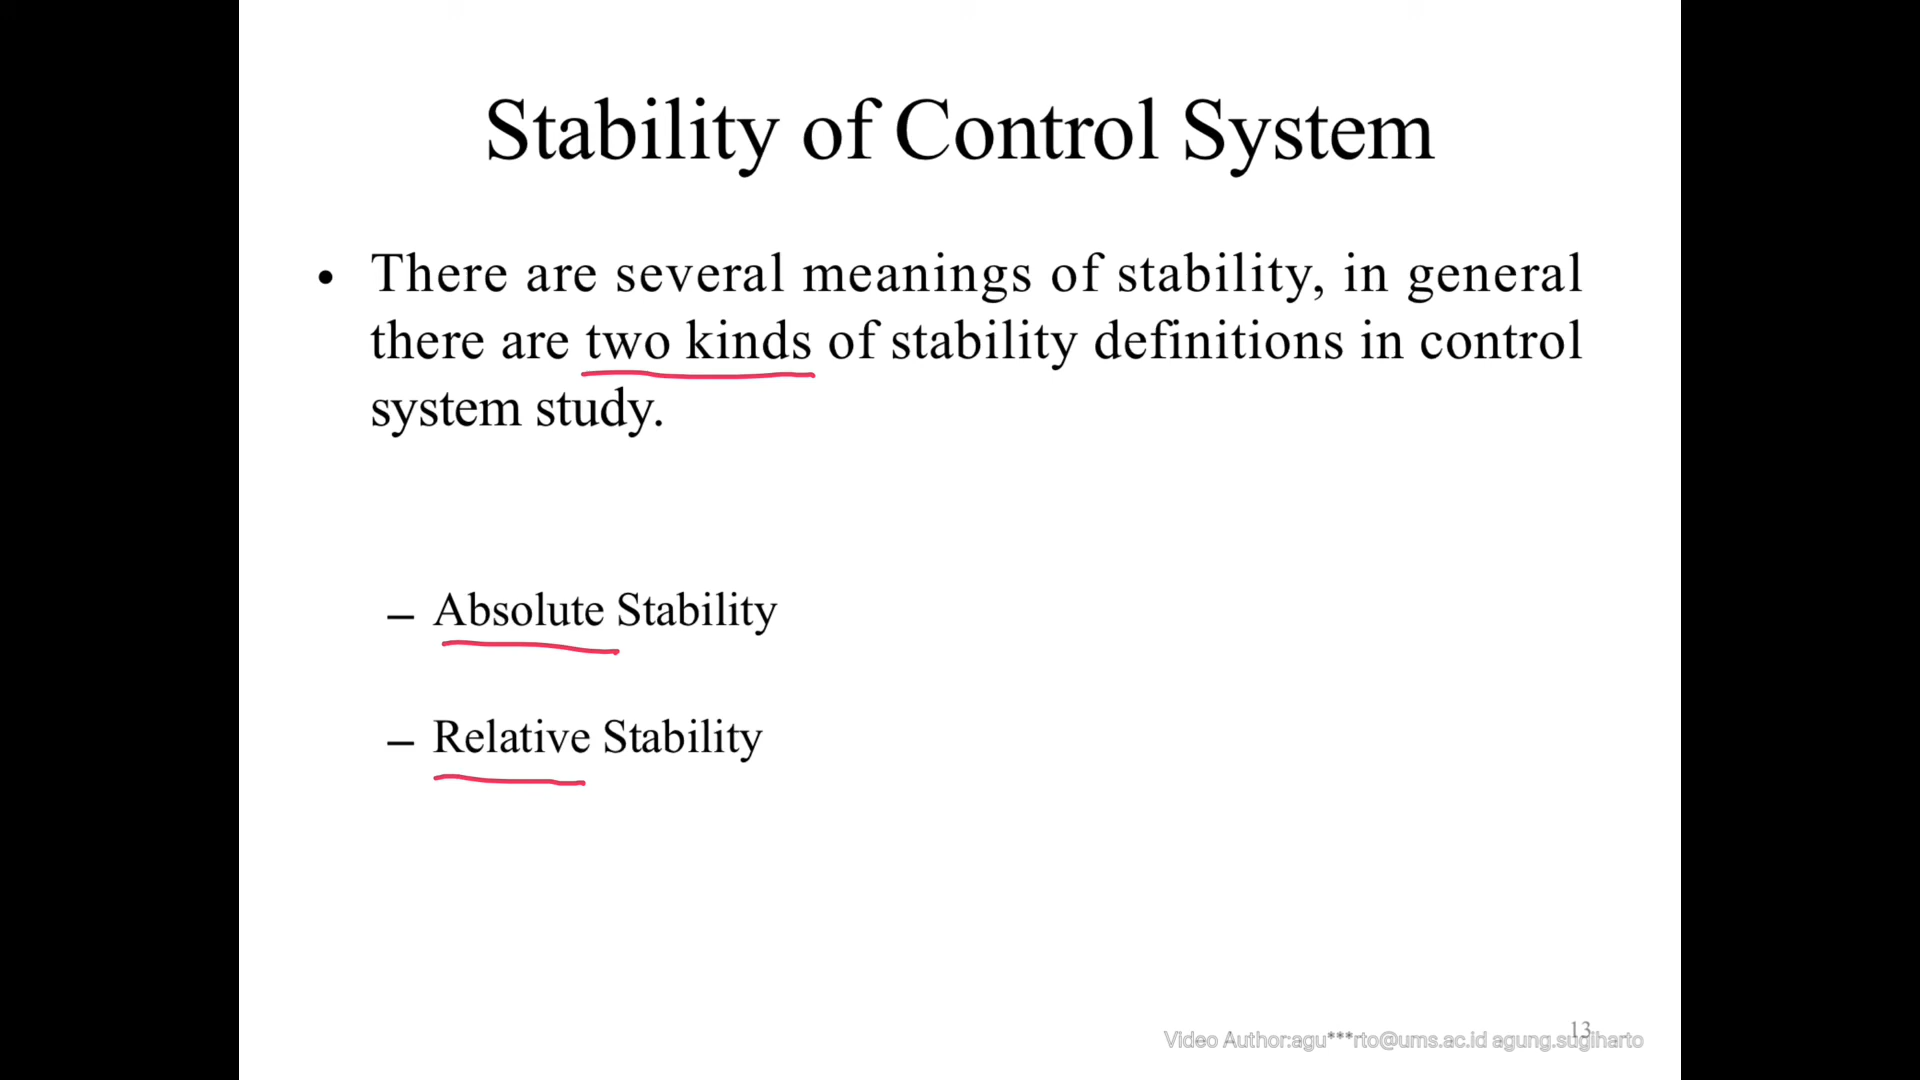 Stability of Control System
• There are several meanings of stability, in general
there are two kinds of stability definitions in control
system study.
– Absolute Stability
– Relative Stability
13
Video Author:agu***rto@ums.ac.id agung.sugiharto